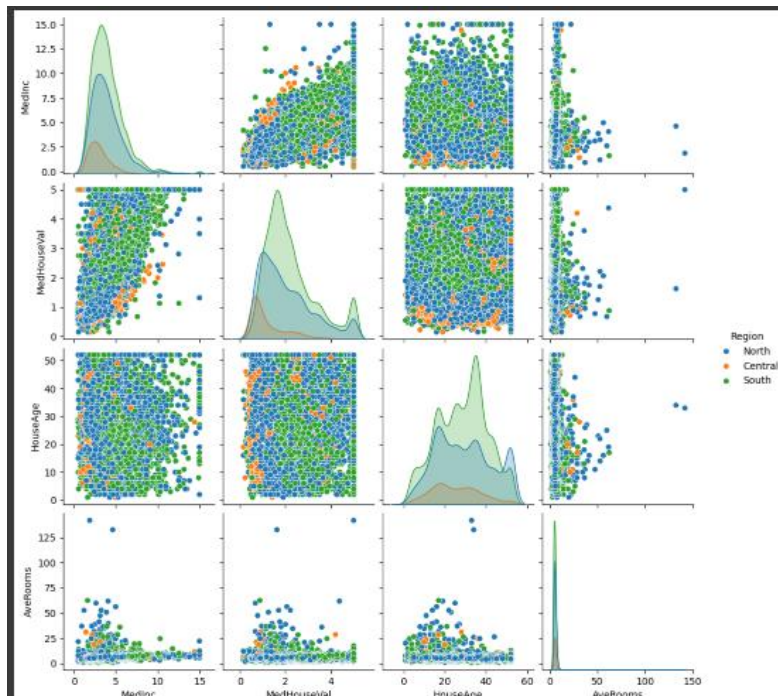 15.0
12.5
10.0
7.5
5.0
2.5
0.0
MedInc
5
4
3
2
1
0
MedHouseVal
50
40
30
20
10
0
HouseAge
125
100
75
50
25
0
AveRooms
0 5 10 15
MedInc
0 2 4
MedHouseVal
0 20 40 60
HouseAge
0 50 100 150
AveRooms
Region
North
Central
South